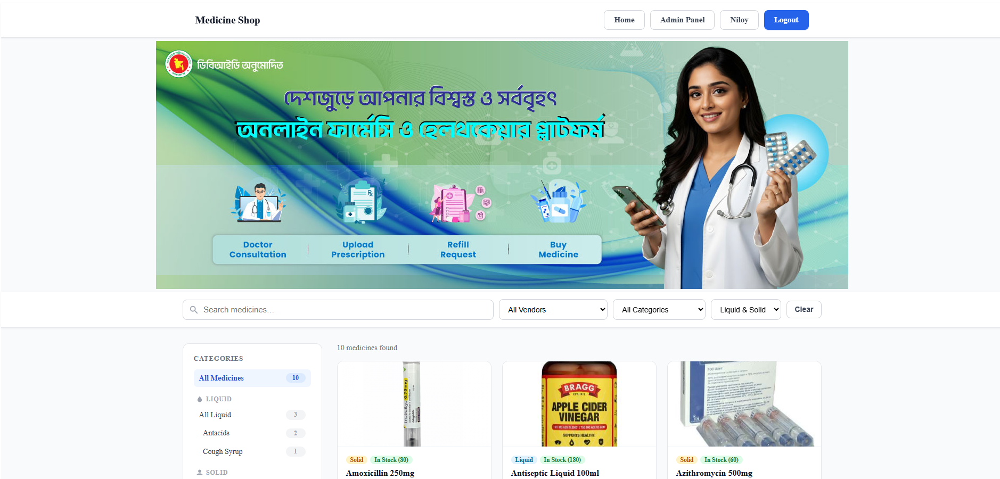 Medicine Shop
Home
Admin Panel
Niloy
Logout
ডিবিআইডি অনুমোদিত
দেশজুড়ে আপনার বিশ্বস্ত ও সর্ববৃহৎ
অনলাইন ফার্মেসি ও হেলথকেয়ার প্লাটফর্ম
Doctor
Consultation
Upload
Prescription
Refill
Request
Buy
Medicine
Search medicines…
All Vendors
All Categories
Liquid & Solid
Clear
CATEGORIES
All Medicines 10
LIQUID
All Liquid 3
Antacids 2
Cough Syrup 1
SOLID
10 medicines found
trulicity 0.75 mg
Solid
In Stock (80)
Amoxicillin 250mg
BRAGG
EST. 1912
APPLE CIDER
VINEGAR
SUPPORTS HEALTHY:
Liquid
In Stock (180)
Antiseptic Liquid 100ml
100 U/ml
Solid
In Stock (60)
Azithromycin 500mg